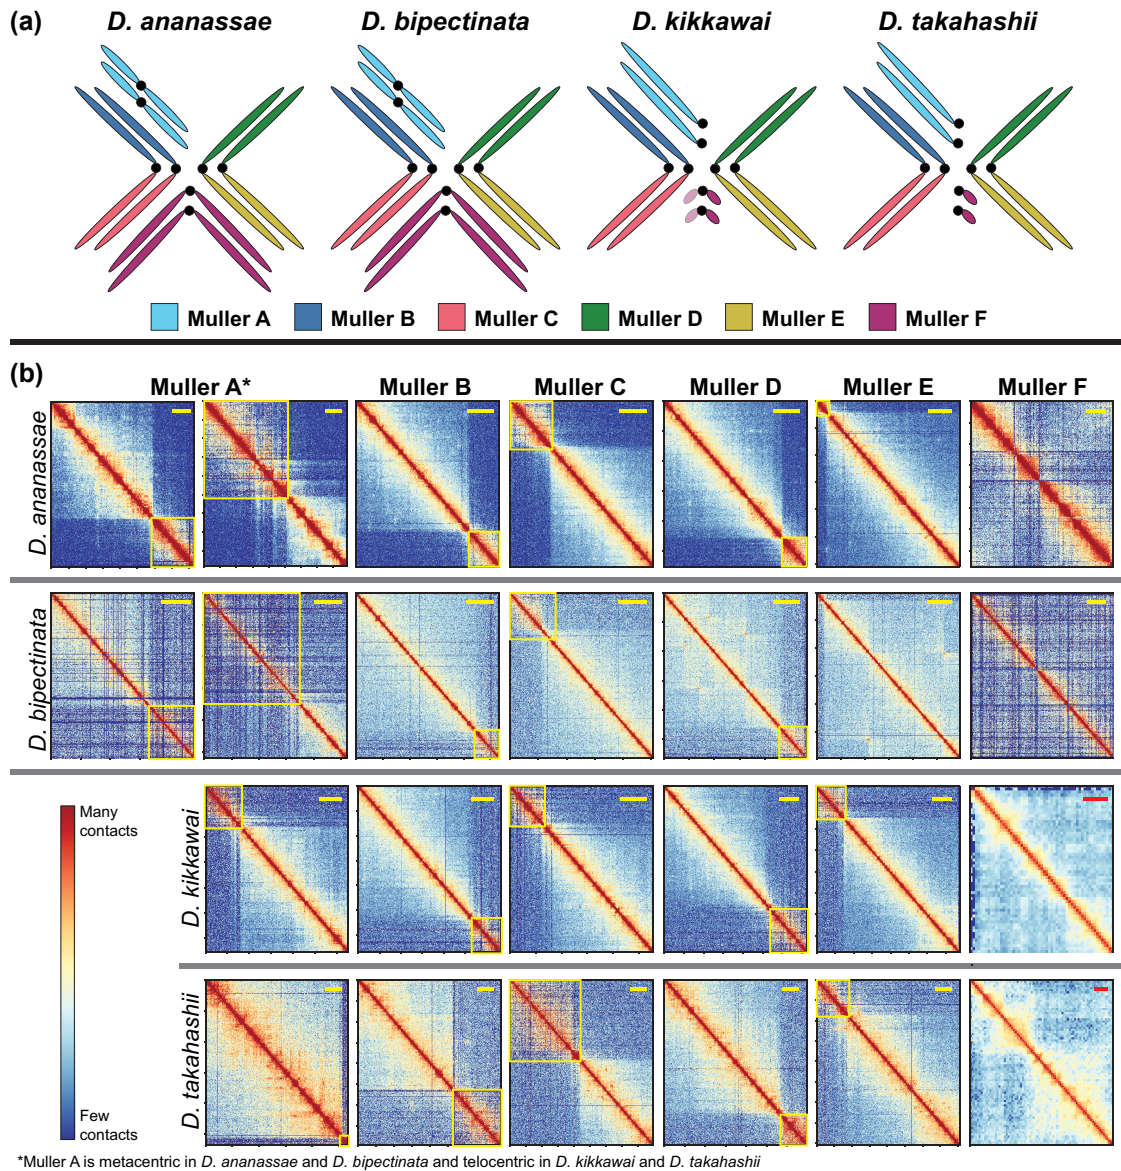 (a)
D. ananassae D. bipectinata D. kikkawai D. takahashii
Muller A Muller B Muller C Muller D Muller E Muller F
(b)
Muller A* Muller B Muller C Muller D Muller E Muller F
D. ananassae
D. bipectinata
D. kikkawai
D. takahashii
Many
contacts
Few
contacts
*Muller A is metacentric in D. ananassae and D. bipectinata and telocentric in D. kikkawai and D. takahashii